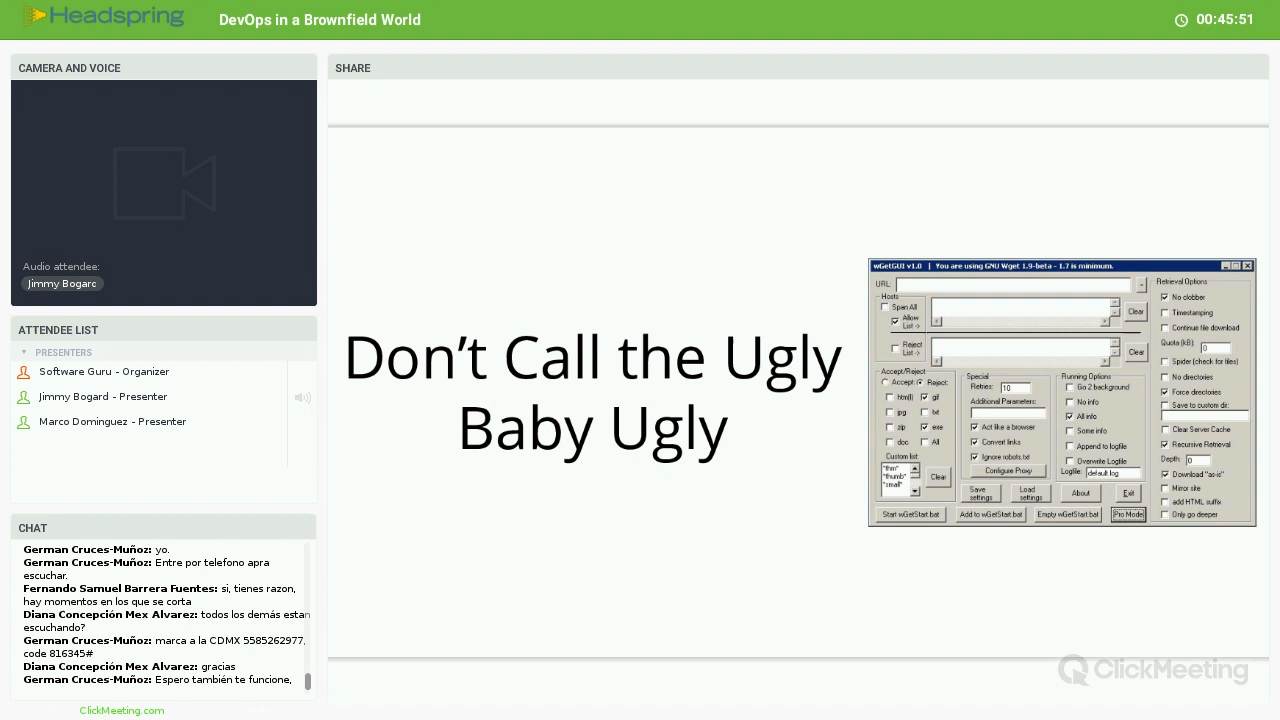 Headspring
DevOps in a Brownfield World
00:45:51
CAMERA AND VOICE
Audio attendee:
Jimmy Bogarc
ATTENDEE LIST
PRESENTERS
Software Guru - Organizer
Jimmy Bogard - Presenter
Marco Dominguez - Presenter
CHAT
German Cruces-Muñoz: yo.
German Cruces-Muñoz: Entre por telefono apra
escuchar.
Fernando Samuel Barrera Fuentes: si, tienes razon,
hay momentos en los que se corta
Diana Concepción Mex Alvarez: todos los demás estan
escuchando?
German Cruces-Muñoz: marca a la CDMX 5585262977,
code 816345#
Diana Concepción Mex Alvarez: gracias
German Cruces-Muñoz: Espero también te funcione,
ClickMeeting.com
SHARE
Don't Call the Ugly
Baby Ugly
wGetGUI v1.0 | You are using GNU Wget 1.9-beta - 1.7 is minimum.
URL:
Hosts
Span All
Allow
List ->
Clear
Reject
List ->
Clear
Accept/Reject
Accept: Reject:
html(l) gif
jpg txt
zip exe
doc All
Custom list:
"thm"
"thumb"
"small"
Clear
Special
Retries: 10
Additional Parameters:
Act like a browser
Convert links
Ignore robots.txt
Configure Proxy
Running Options
Go 2 background
No info
All info
Some info
Append to logfile
Overwrite Logfile
Logfile: default.log
Save
settings
Load
settings
About
Exit
Start wGetStart.bat
Add to wGetStart.bat
Empty wGetStart.bat
Pro Mode
Retrieval Options
No clobber
Timestamping
Continue file download
Quota (kB): 0
Spider (check for files)
No directories
Force directories
Save to custom dir:
Clear Server Cache
Recursive Retrieval
Depth: 0
Download "as-is"
Mirror site
add HTML suffix
Only go deeper
ClickMeeting